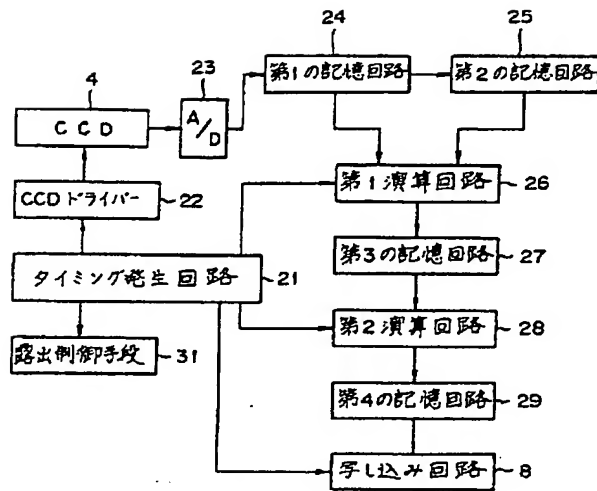 24
25
第1の記憶回路
第2の記憶回路
23
A/D
4
CCD
CCDドライバー
22
第1演算回路
26
第3の記憶回路
27
タイミング発生回路
21
第2演算回路
28
露出制御手段
31
第4の記憶回路
29
写し込み回路
8